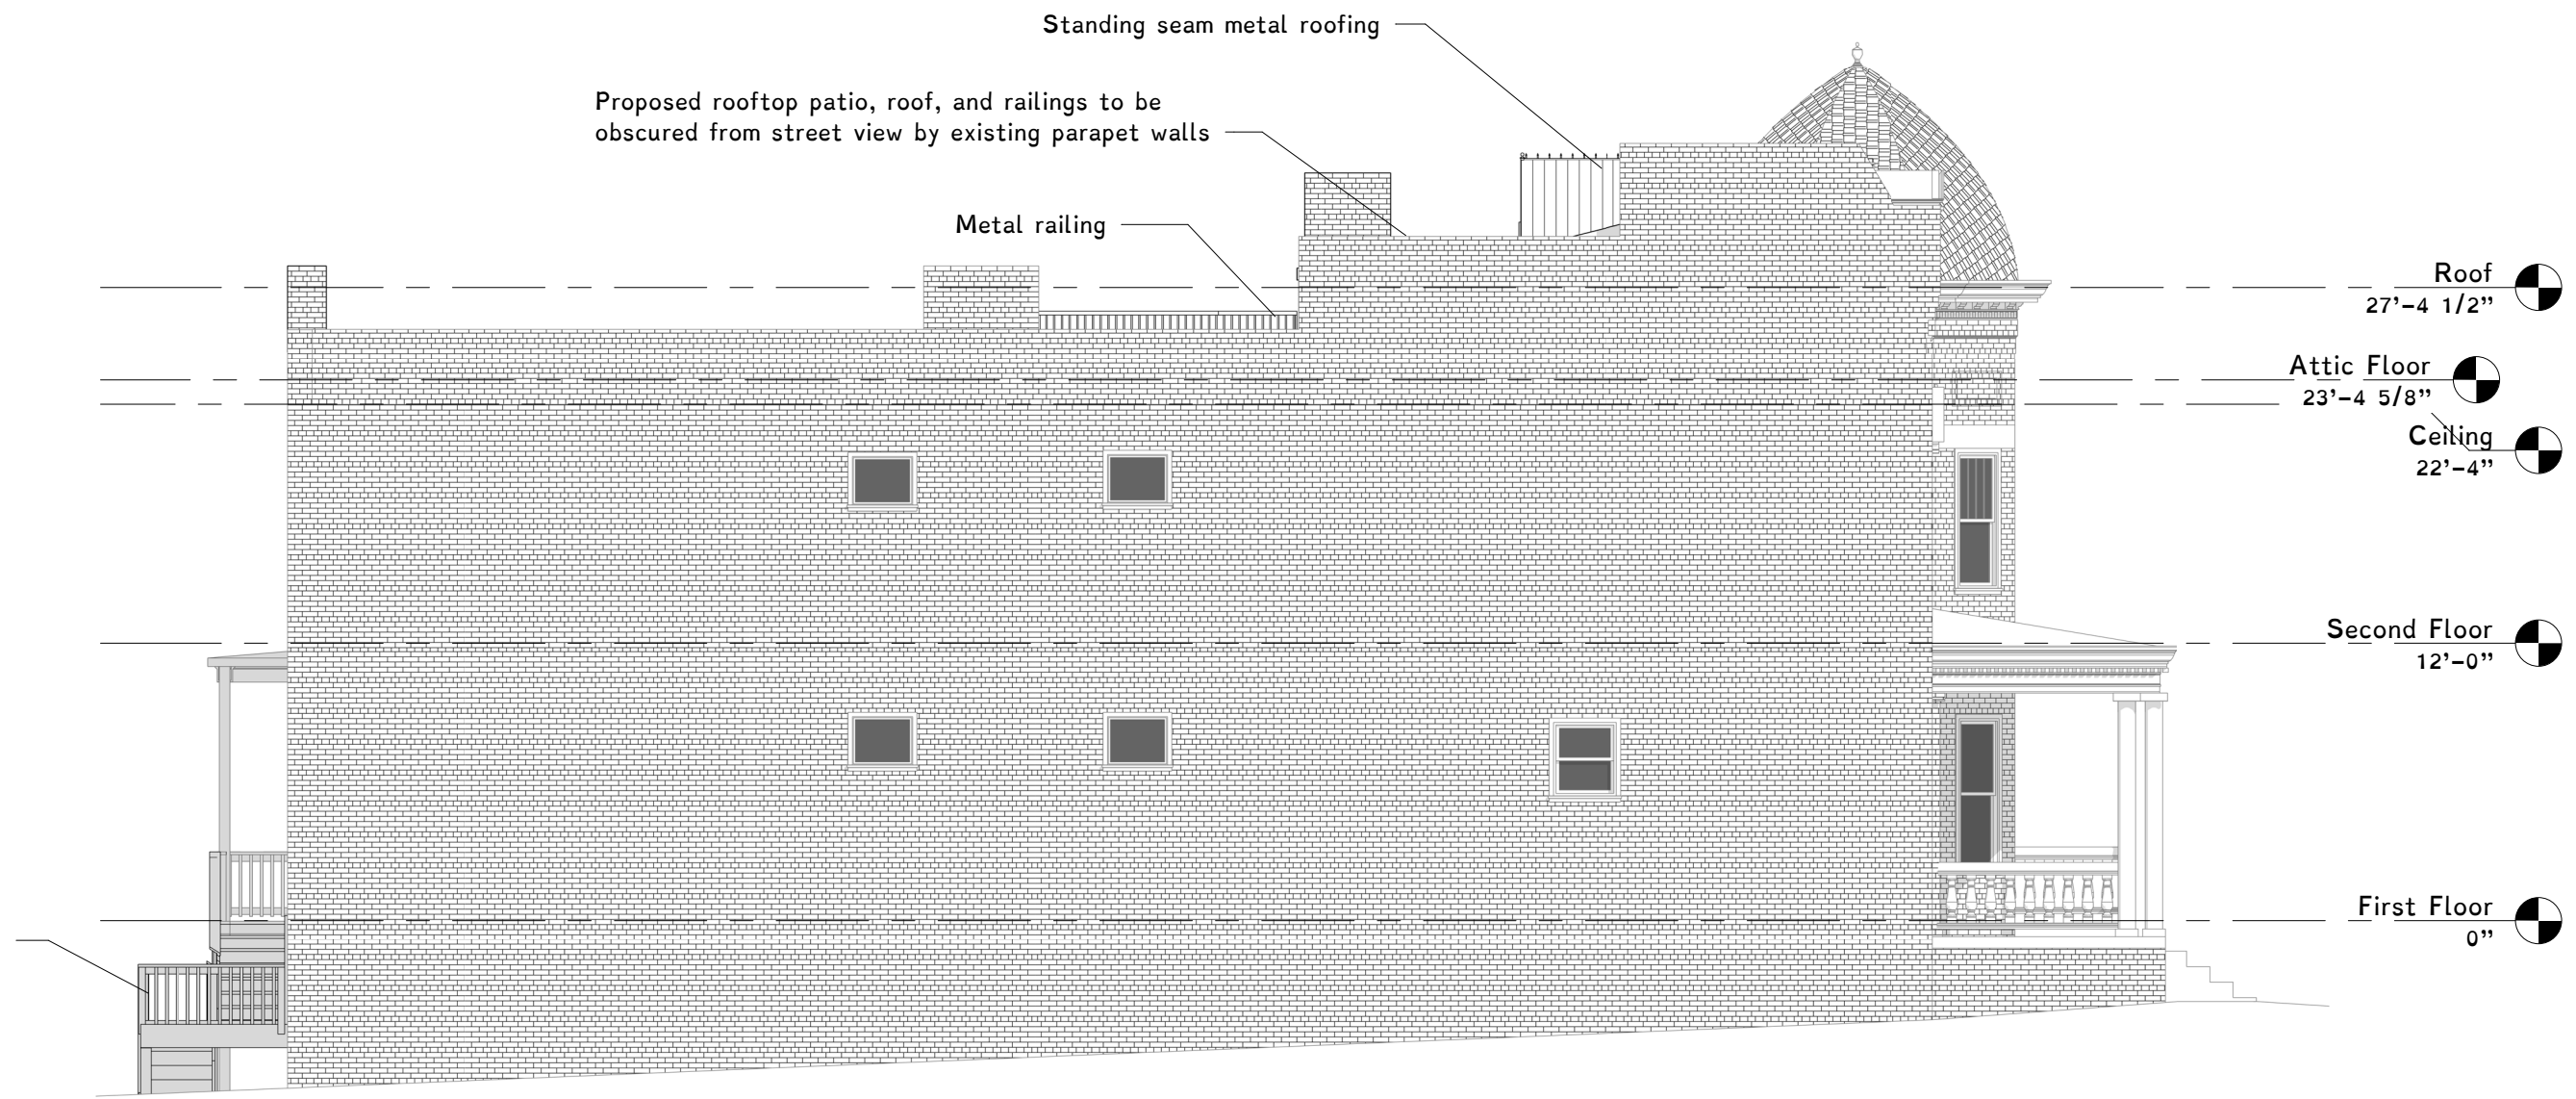 Standing seam metal roofing
Proposed rooftop patio, roof, and railings to be
obscured from street view by existing parapet walls
Metal railing
Roof
27'-4 1/2"
Attic Floor
23'-4 5/8"
Ceiling
22'-4"
Second Floor
12'-0"
First Floor
0"